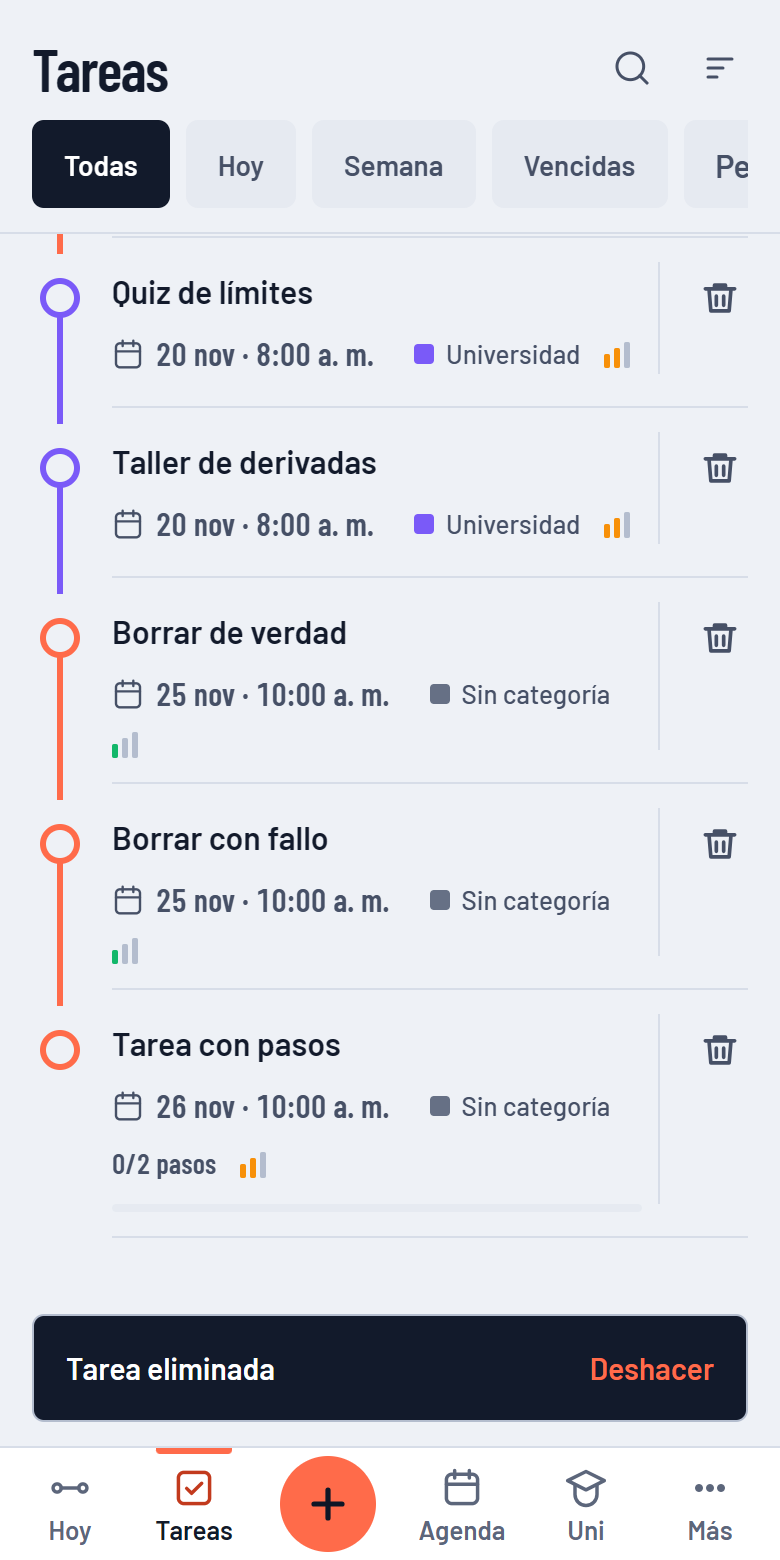 Tareas
Todas Hoy Semana Vencidas Pe
Quiz de límites
20 nov · 8:00 a. m. Universidad
Taller de derivadas
20 nov · 8:00 a. m. Universidad
Borrar de verdad
25 nov · 10:00 a. m. Sin categoría
Borrar con fallo
25 nov · 10:00 a. m. Sin categoría
Tarea con pasos
26 nov · 10:00 a. m. Sin categoría
0/2 pasos
Tarea eliminada Deshacer
Hoy Tareas Agenda Uni Más